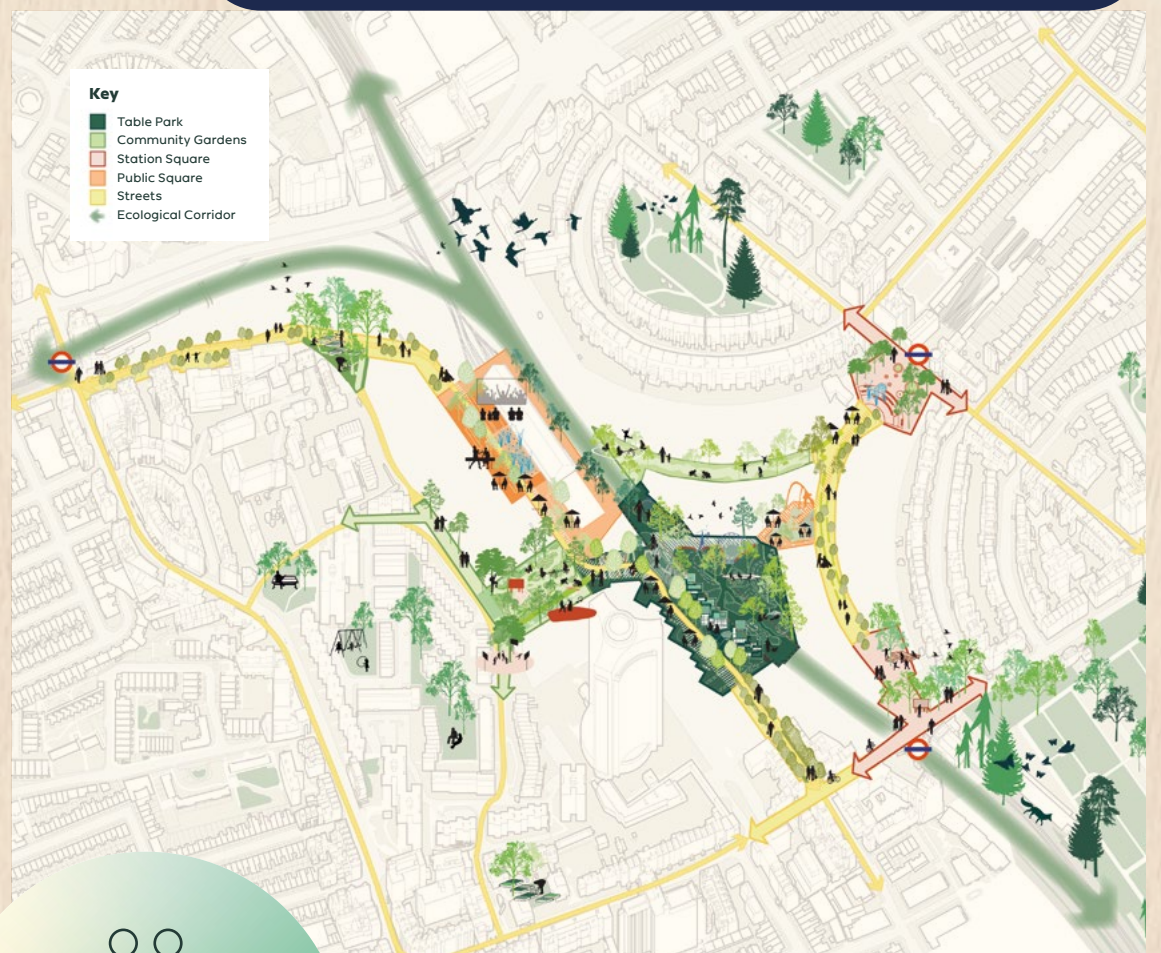 Key
Table Park
Community Gardens
Station Square
Public Square
Streets
Ecological Corridor